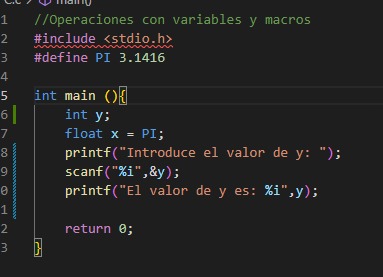 C.c > main()
1 //Operaciones con variables y macros
2 #include <stdio.h>
3 #define PI 3.1416
4
5 int main (){
6 int y;
7 float x = PI;
8 printf("Introduce el valor de y: ");
9 scanf("%i",&y);
0 printf("El valor de y es: %i",y);
1
2 return 0;
3 }